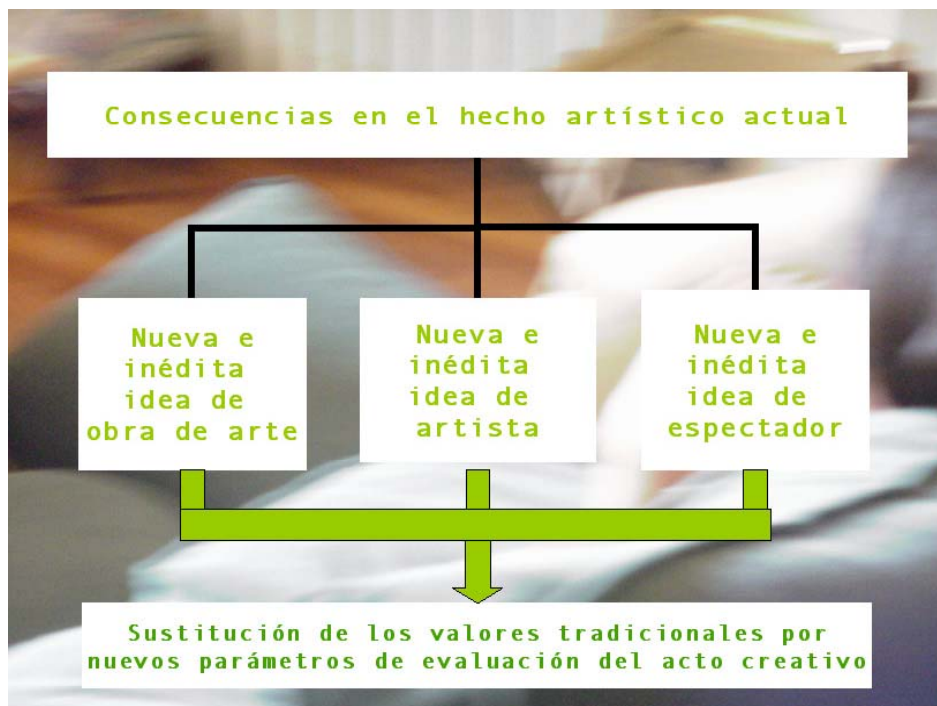 Consecuencias en el hecho artístico actual
Nueva e
inédita
idea de
obra de arte
Nueva e
inédita
idea de
artista
Nueva e
inédita
idea de
espectador
Sustitución de los valores tradicionales por
nuevos parámetros de evaluación del acto creativo